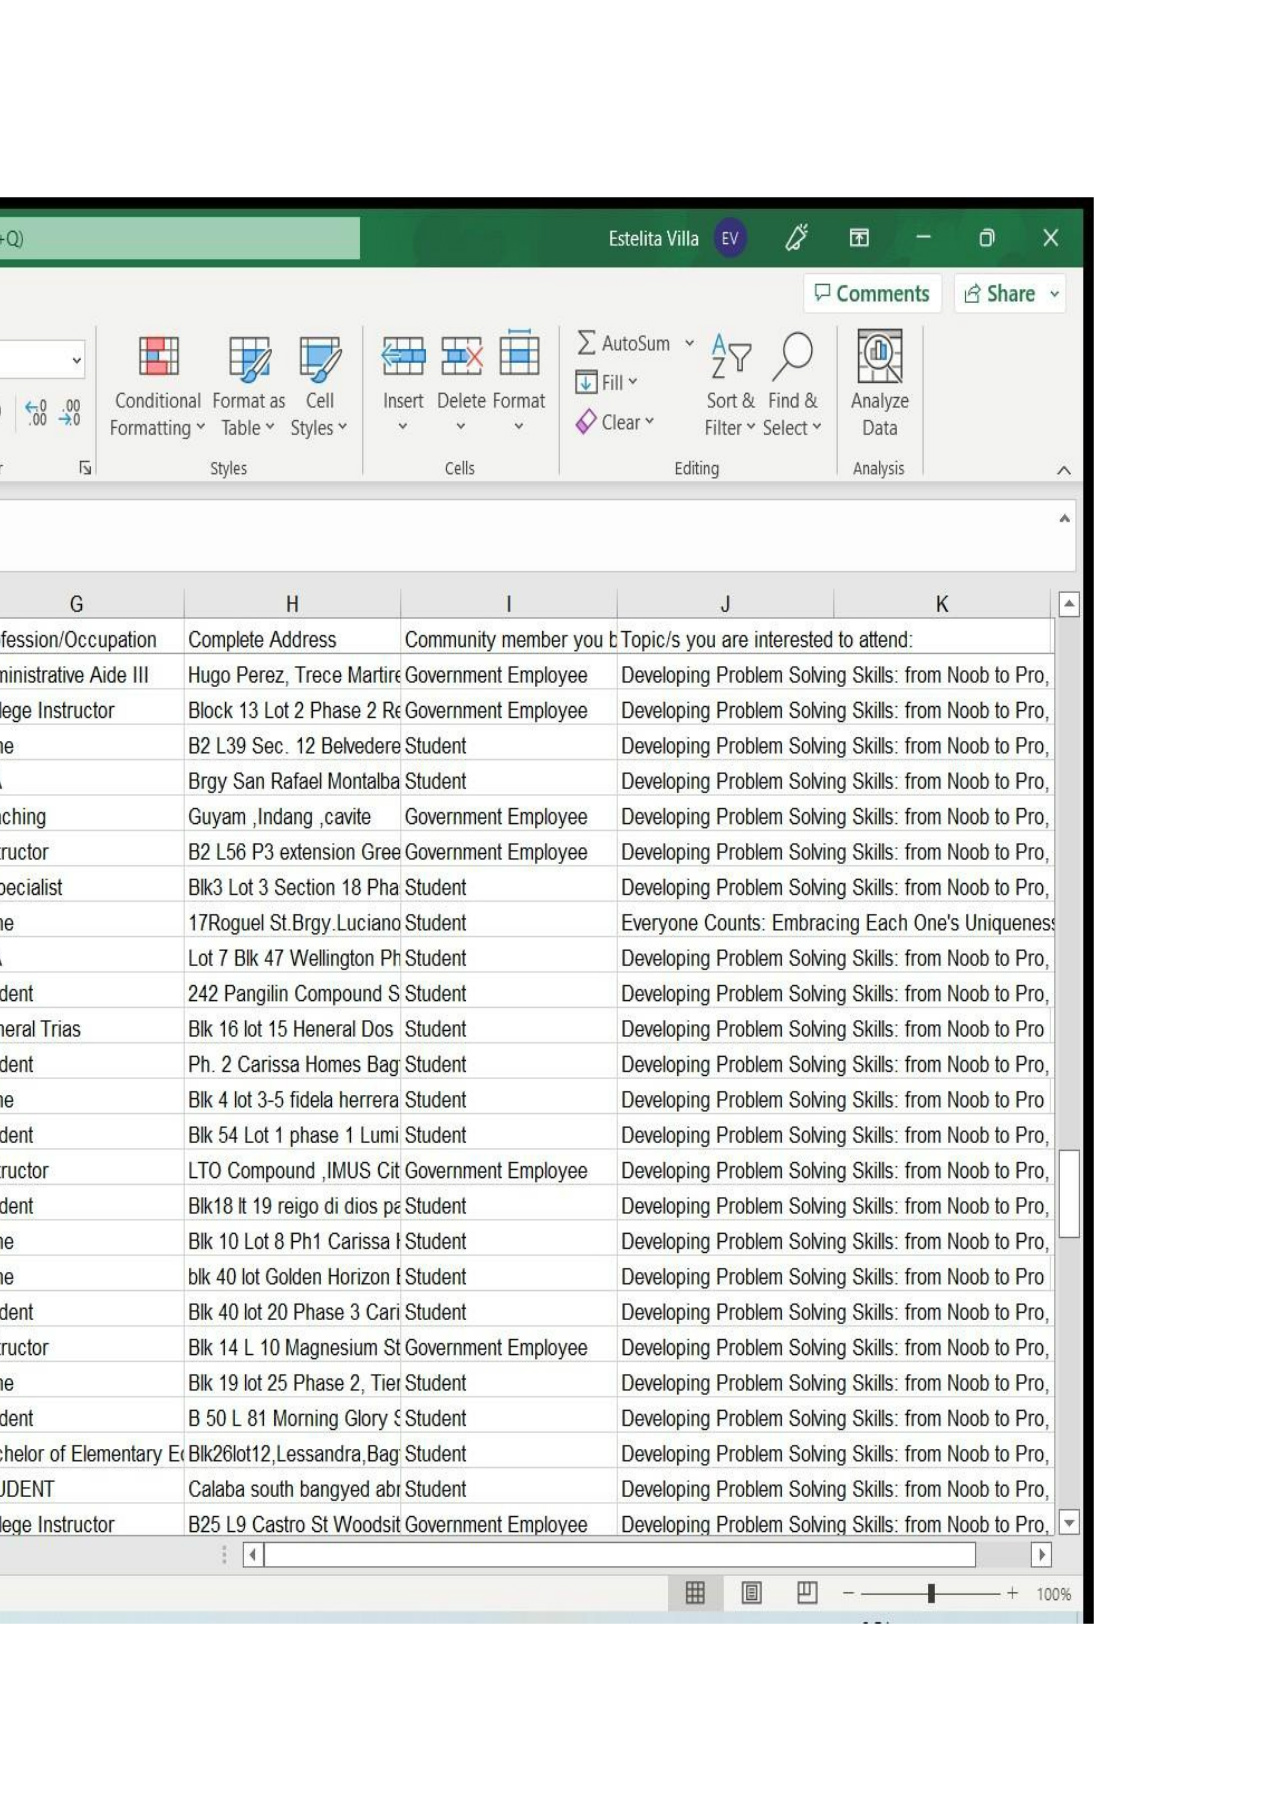 +Q) Estelita Villa EV
Comments Share
Conditional Formatting Format as Table Cell Styles Insert Delete Format AutoSum Fill Clear Sort & Filter Find & Select Analyze Data
Styles Cells Editing Analysis
G H I J K
fession/Occupation Complete Address Community member you b Topic/s you are interested to attend:
ministrative Aide III Hugo Perez, Trece Martire Government Employee Developing Problem Solving Skills: from Noob to Pro,
lege Instructor Block 13 Lot 2 Phase 2 Re Government Employee Developing Problem Solving Skills: from Noob to Pro,
ne B2 L39 Sec. 12 Belvedere Student Developing Problem Solving Skills: from Noob to Pro,
Brgy San Rafael Montalba Student Developing Problem Solving Skills: from Noob to Pro,
ching Guyam ,Indang ,cavite Government Employee Developing Problem Solving Skills: from Noob to Pro,
ructor B2 L56 P3 extension Gree Government Employee Developing Problem Solving Skills: from Noob to Pro,
pecialist Blk3 Lot 3 Section 18 Pha Student Developing Problem Solving Skills: from Noob to Pro,
ne 17Roguel St.Brgy.Luciano Student Everyone Counts: Embracing Each One's Uniqueness
Lot 7 Blk 47 Wellington Ph Student Developing Problem Solving Skills: from Noob to Pro,
dent 242 Pangilin Compound S Student Developing Problem Solving Skills: from Noob to Pro,
neral Trias Blk 16 lot 15 Heneral Dos Student Developing Problem Solving Skills: from Noob to Pro
dent Ph. 2 Carissa Homes Bag Student Developing Problem Solving Skills: from Noob to Pro,
ne Blk 4 lot 3-5 fidela herrera Student Developing Problem Solving Skills: from Noob to Pro
dent Blk 54 Lot 1 phase 1 Lumi Student Developing Problem Solving Skills: from Noob to Pro,
ructor LTO Compound ,IMUS Cit Government Employee Developing Problem Solving Skills: from Noob to Pro,
dent Blk18 lt 19 reigo di dios pa Student Developing Problem Solving Skills: from Noob to Pro,
ne Blk 10 Lot 8 Ph1 Carissa Student Developing Problem Solving Skills: from Noob to Pro,
ne blk 40 lot Golden Horizon Student Developing Problem Solving Skills: from Noob to Pro
dent Blk 40 lot 20 Phase 3 Cari Student Developing Problem Solving Skills: from Noob to Pro,
ructor Blk 14 L 10 Magnesium St Government Employee Developing Problem Solving Skills: from Noob to Pro,
ne Blk 19 lot 25 Phase 2, Tier Student Developing Problem Solving Skills: from Noob to Pro,
dent B 50 L 81 Morning Glory S Student Developing Problem Solving Skills: from Noob to Pro,
chelor of Elementary Ec Blk26lot12,Lessandra,Bag Student Developing Problem Solving Skills: from Noob to Pro,
UDENT Calaba south bangyed abr Student Developing Problem Solving Skills: from Noob to Pro,
lege Instructor B25 L9 Castro St Woodsit Government Employee Developing Problem Solving Skills: from Noob to Pro,
100%